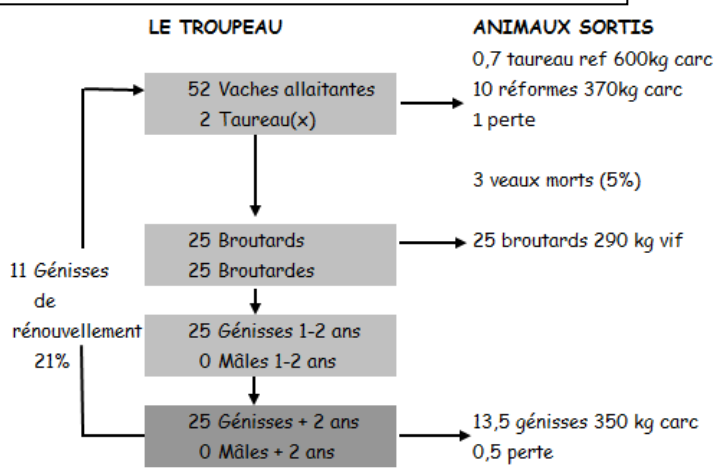 LE TROUPEAU
ANIMAUX SORTIS
0,7 taureau ref 600kg carc
52 Vaches allaitantes
10 réformes 370kg carc
2 Taureau(x)
1 perte
3 veaux morts (5%)
25 Broutards
25 broutards 290 kg vif
25 Broutardes
11 Génisses
de
rénouvellement
21%
25 Génisses 1-2 ans
0 Mâles 1-2 ans
25 Génisses + 2 ans
13,5 génisses 350 kg carc
0 Mâles + 2 ans
0,5 perte